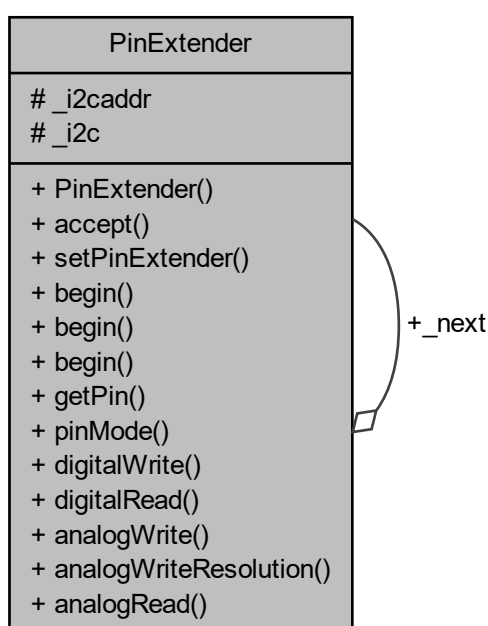 PinExtender
# _i2caddr
# _i2c
+ PinExtender()
+ accept()
+ setPinExtender()
+ begin()
+ begin()
+ begin()
+ getPin()
+ pinMode()
+ digitalWrite()
+ digitalRead()
+ analogWrite()
+ analogWriteResolution()
+ analogRead()
+_next